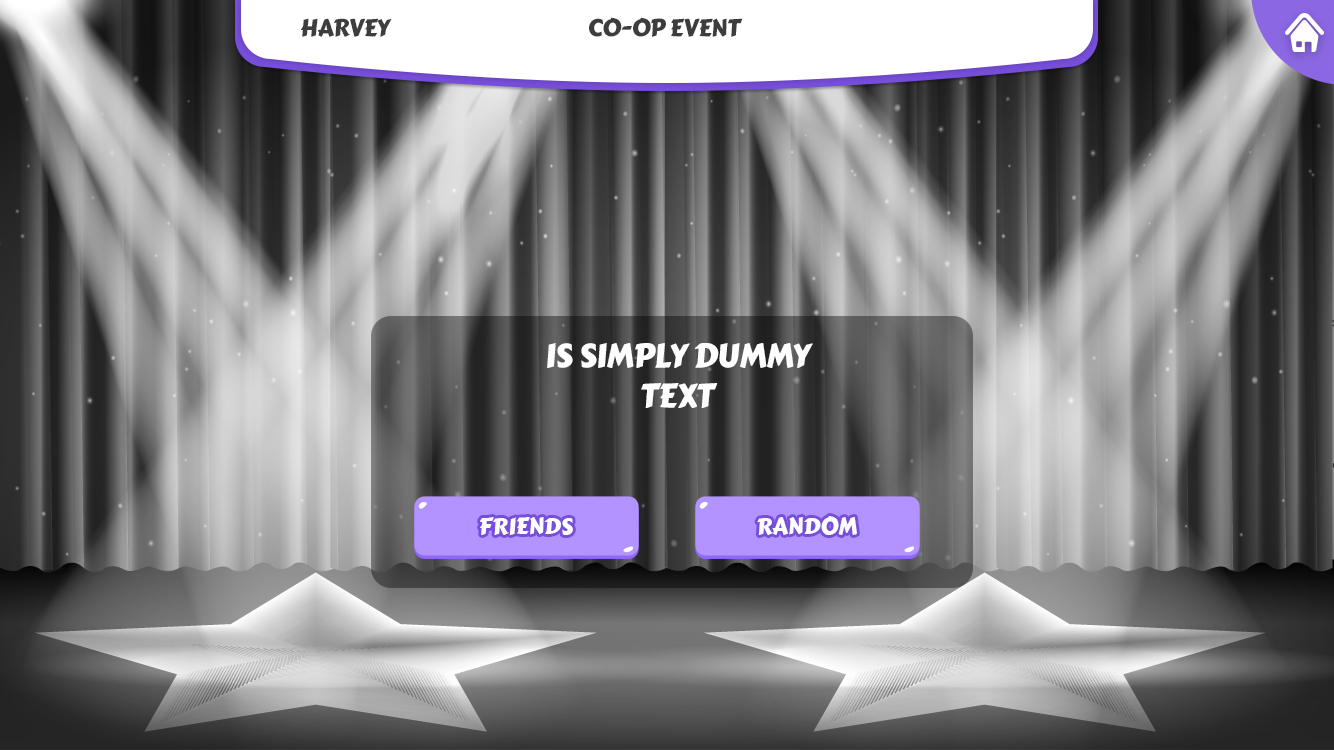 HARVEY
CO-OP EVENT
IS SIMPLY DUMMY
TEXT
FRIENDS
RANDOM